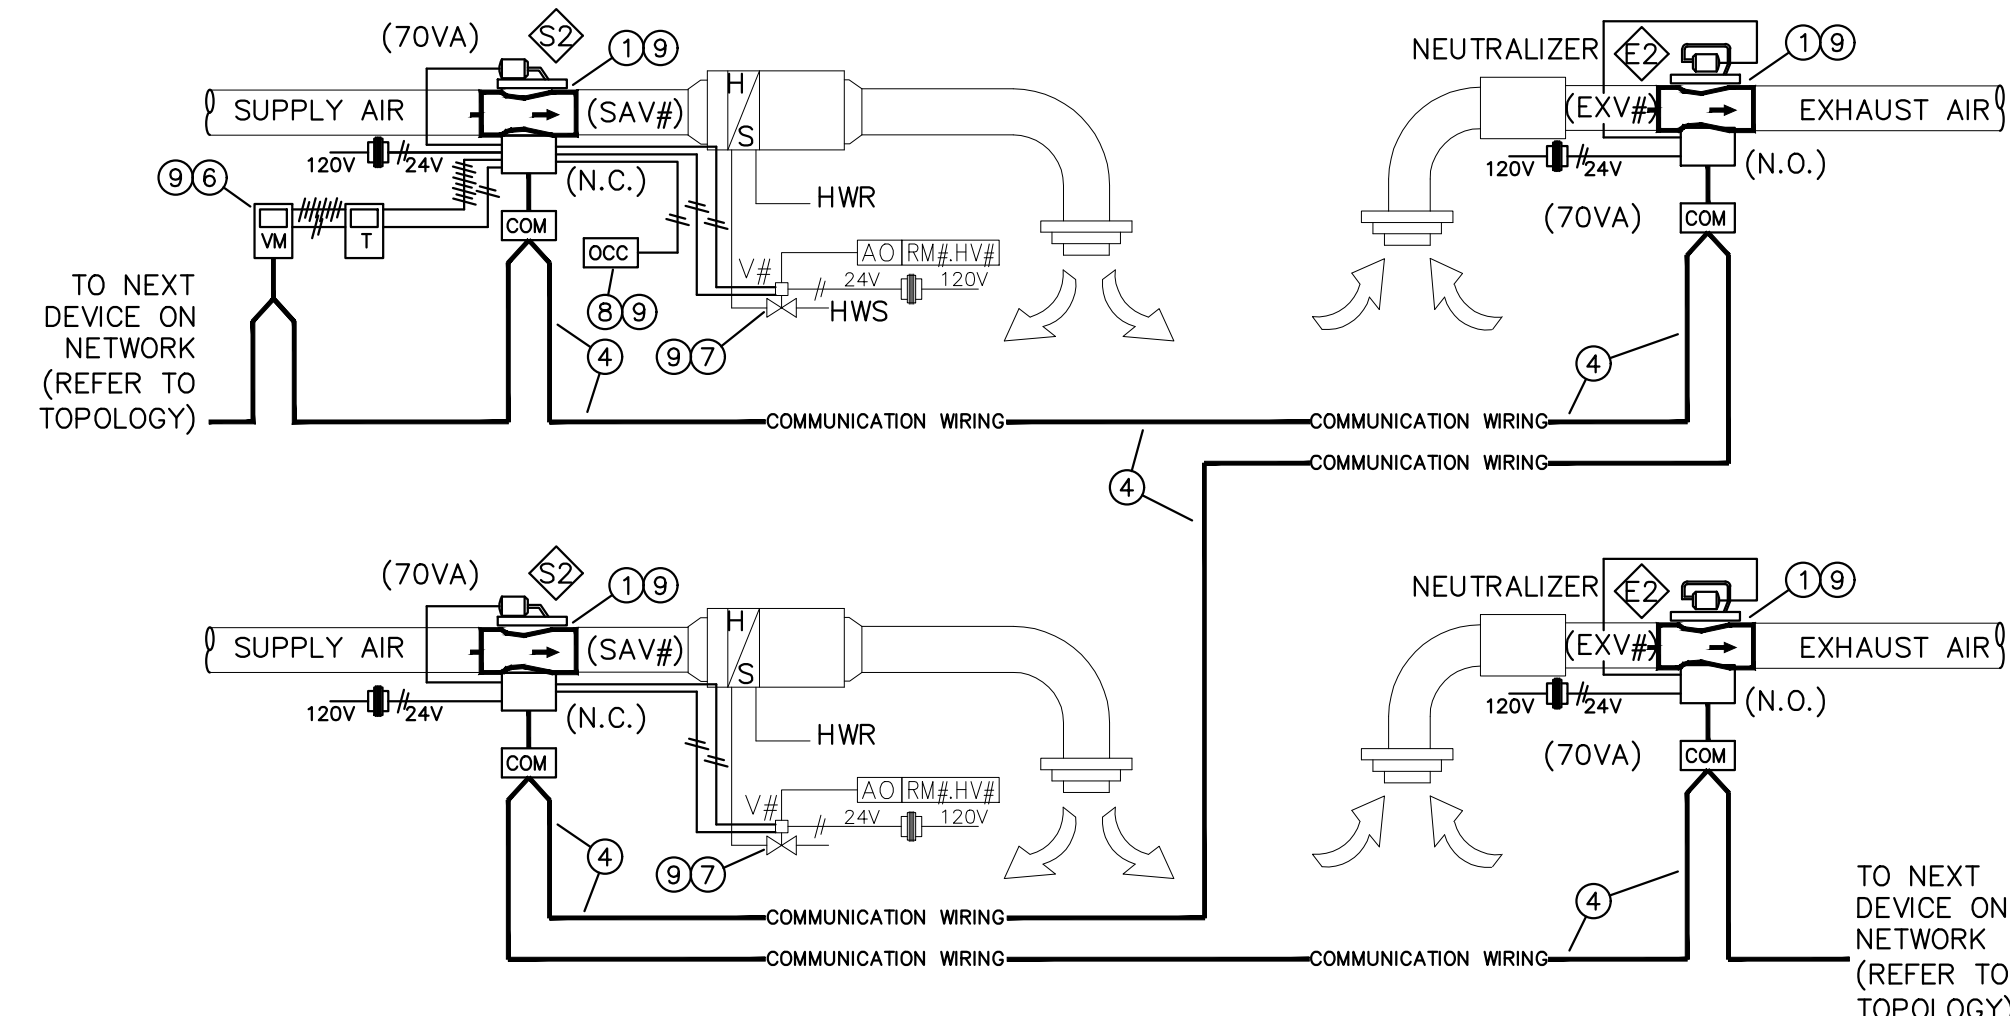 (70VA)
S2
1 9
NEUTRALIZER
E2
1 9
SUPPLY AIR
(SAV#)
H
S
(EXV#)
EXHAUST AIR
120V
24V
(N.C.)
120V
24V
(N.O.)
9 6
HWR
(70VA)
VM
T
COM
OCC
COM
V#
AO RM#.HV#
24V
120V
HWS
8 9
TO NEXT
DEVICE ON
NETWORK
(REFER TO
TOPOLOGY)
4
9 7
4
COMMUNICATION WIRING
COMMUNICATION WIRING
COMMUNICATION WIRING
4
(70VA)
S2
1 9
NEUTRALIZER
E2
1 9
SUPPLY AIR
(SAV#)
H
S
(EXV#)
EXHAUST AIR
120V
24V
(N.C.)
120V
24V
(N.O.)
HWR
(70VA)
COM
COM
V#
AO RM#.HV#
24V
120V
4
9 7
4
TO NEXT
DEVICE ON
NETWORK
(REFER TO
TOPOLOGY)
COMMUNICATION WIRING
COMMUNICATION WIRING
COMMUNICATION WIRING